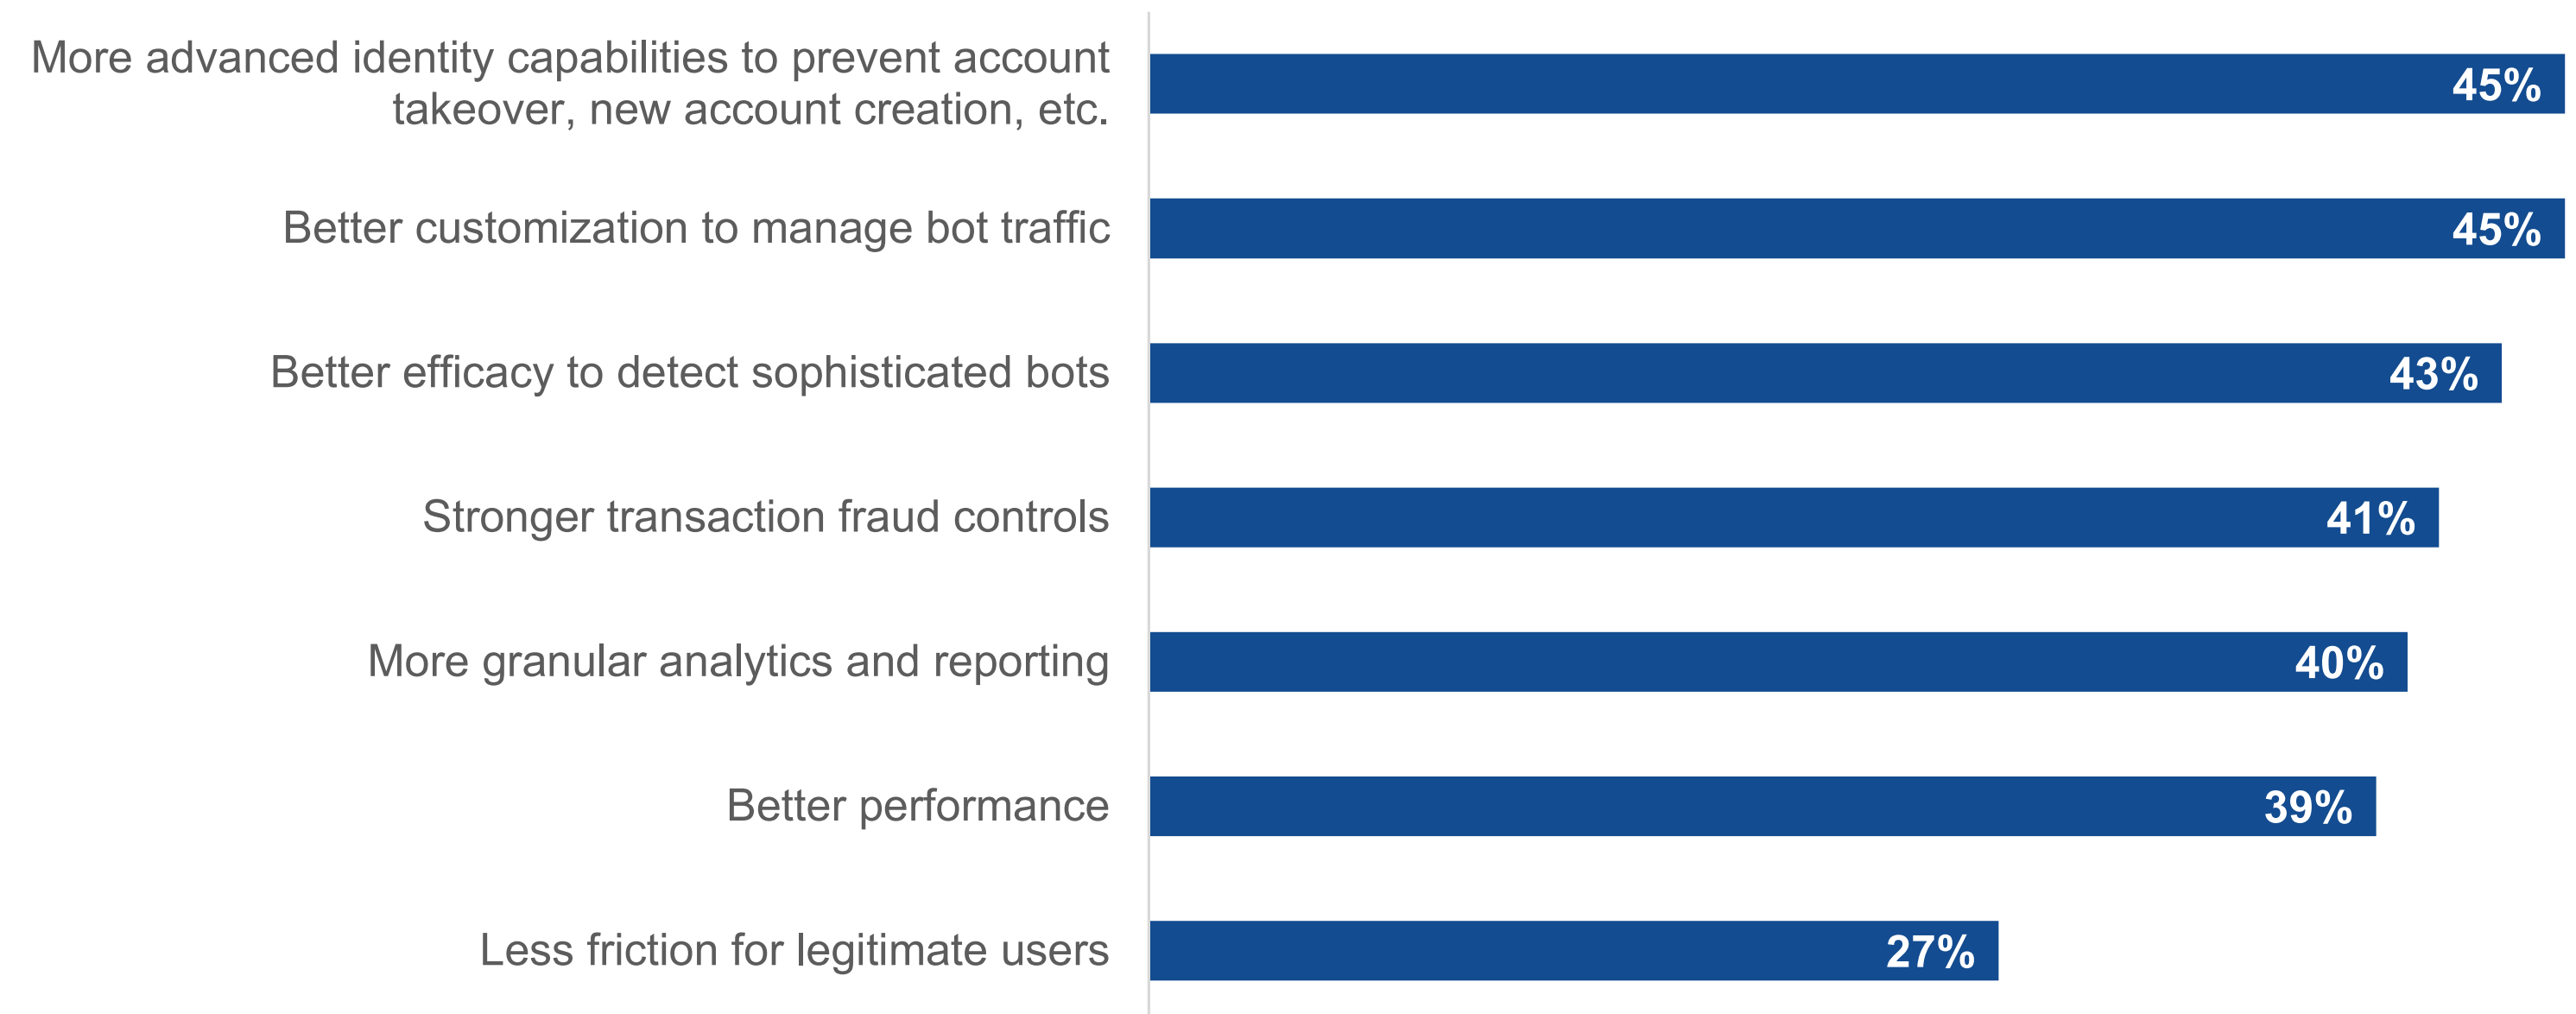 More advanced identity capabilities to prevent account
takeover, new account creation, etc.
45%
Better customization to manage bot traffic
45%
Better efficacy to detect sophisticated bots
43%
Stronger transaction fraud controls
41%
More granular analytics and reporting
40%
Better performance
39%
Less friction for legitimate users
27%